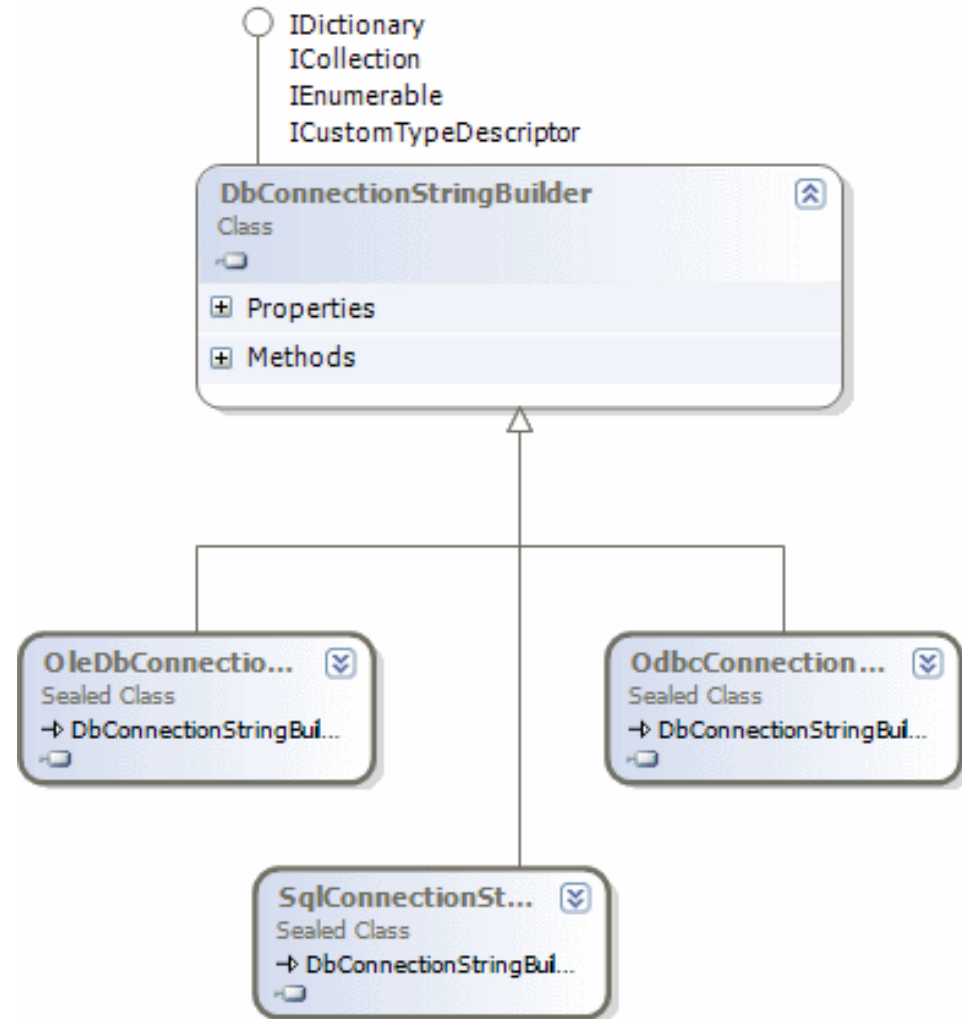 IDictionary
ICollection
IEnumerable
ICustomTypeDescriptor
DbConnectionStringBuilder
Class
Properties
Methods
OleDbConnectio...
Sealed Class
DbConnectionStringBuil...
OdbcConnection...
Sealed Class
DbConnectionStringBuil...
SqlConnectionSt...
Sealed Class
DbConnectionStringBuil...